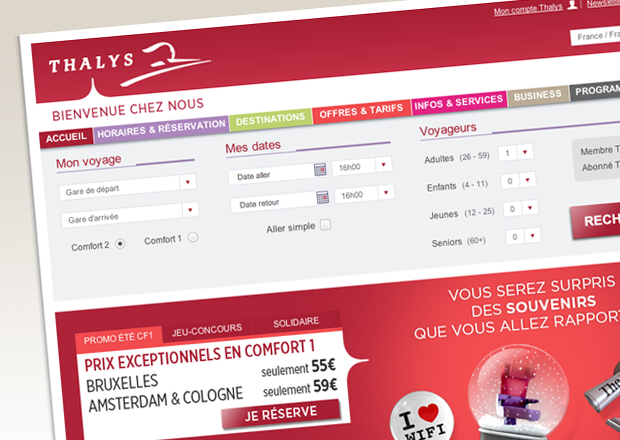 Mon compte Thalys | Newsle
France / Fra
THALYS
BIENVENUE CHEZ NOUS
ACCUEIL HORAIRES & RÉSERVATION DESTINATIONS OFFRES & TARIFS INFOS & SERVICES BUSINESS PROGRAM
Mon voyage
Gare de départ
Gare d'arrivée
Comfort 2 Comfort 1
Mes dates
Date aller 16h00
Date retour 16h00
Aller simple
Voyageurs
Adultes (26 - 59) 1
Enfants (4 - 11) 0
Jeunes (12 - 25) 0
Seniors (60+) 0
Membre T
Abonné T
RECH
PROMO ÉTÉ CF1 JEU-CONCOURS SOLIDAIRE
PRIX EXCEPTIONNELS EN COMFORT 1
BRUXELLES seulement 55€
AMSTERDAM & COLOGNE seulement 59€
JE RÉSERVE
VOUS SEREZ SURPRIS
DES SOUVENIRS
QUE VOUS ALLEZ RAPPORT
I ♥
WIFI